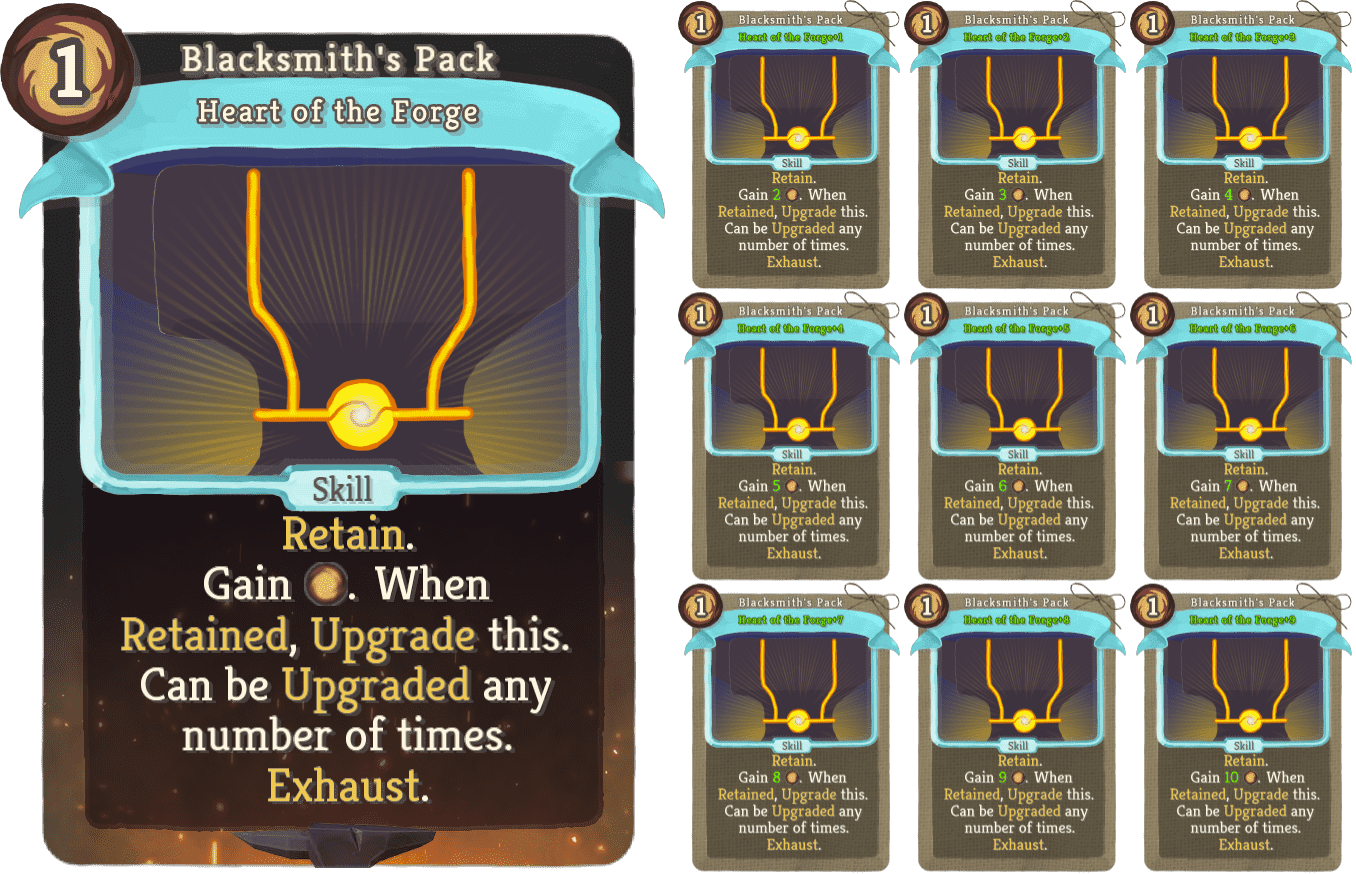 1
Blacksmith's Pack
Heart of the Forge
Skill
Retain.
Gain . When
Retained, Upgrade this.
Can be Upgraded any
number of times.
Exhaust.
1
Blacksmith's Pack
Heart of the Forge+1
Skill
Retain.
Gain 2 . When
Retained, Upgrade this.
Can be Upgraded any
number of times.
Exhaust.
1
Blacksmith's Pack
Heart of the Forge+2
Skill
Retain.
Gain 3 . When
Retained, Upgrade this.
Can be Upgraded any
number of times.
Exhaust.
1
Blacksmith's Pack
Heart of the Forge+3
Skill
Retain.
Gain 4 . When
Retained, Upgrade this.
Can be Upgraded any
number of times.
Exhaust.
1
Blacksmith's Pack
Heart of the Forge+4
Skill
Retain.
Gain 5 . When
Retained, Upgrade this.
Can be Upgraded any
number of times.
Exhaust.
1
Blacksmith's Pack
Heart of the Forge+5
Skill
Retain.
Gain 6 . When
Retained, Upgrade this.
Can be Upgraded any
number of times.
Exhaust.
1
Blacksmith's Pack
Heart of the Forge+6
Skill
Retain.
Gain 7 . When
Retained, Upgrade this.
Can be Upgraded any
number of times.
Exhaust.
1
Blacksmith's Pack
Heart of the Forge+7
Skill
Retain.
Gain 8 . When
Retained, Upgrade this.
Can be Upgraded any
number of times.
Exhaust.
1
Blacksmith's Pack
Heart of the Forge+8
Skill
Retain.
Gain 9 . When
Retained, Upgrade this.
Can be Upgraded any
number of times.
Exhaust.
1
Blacksmith's Pack
Heart of the Forge+9
Skill
Retain.
Gain 10 . When
Retained, Upgrade this.
Can be Upgraded any
number of times.
Exhaust.